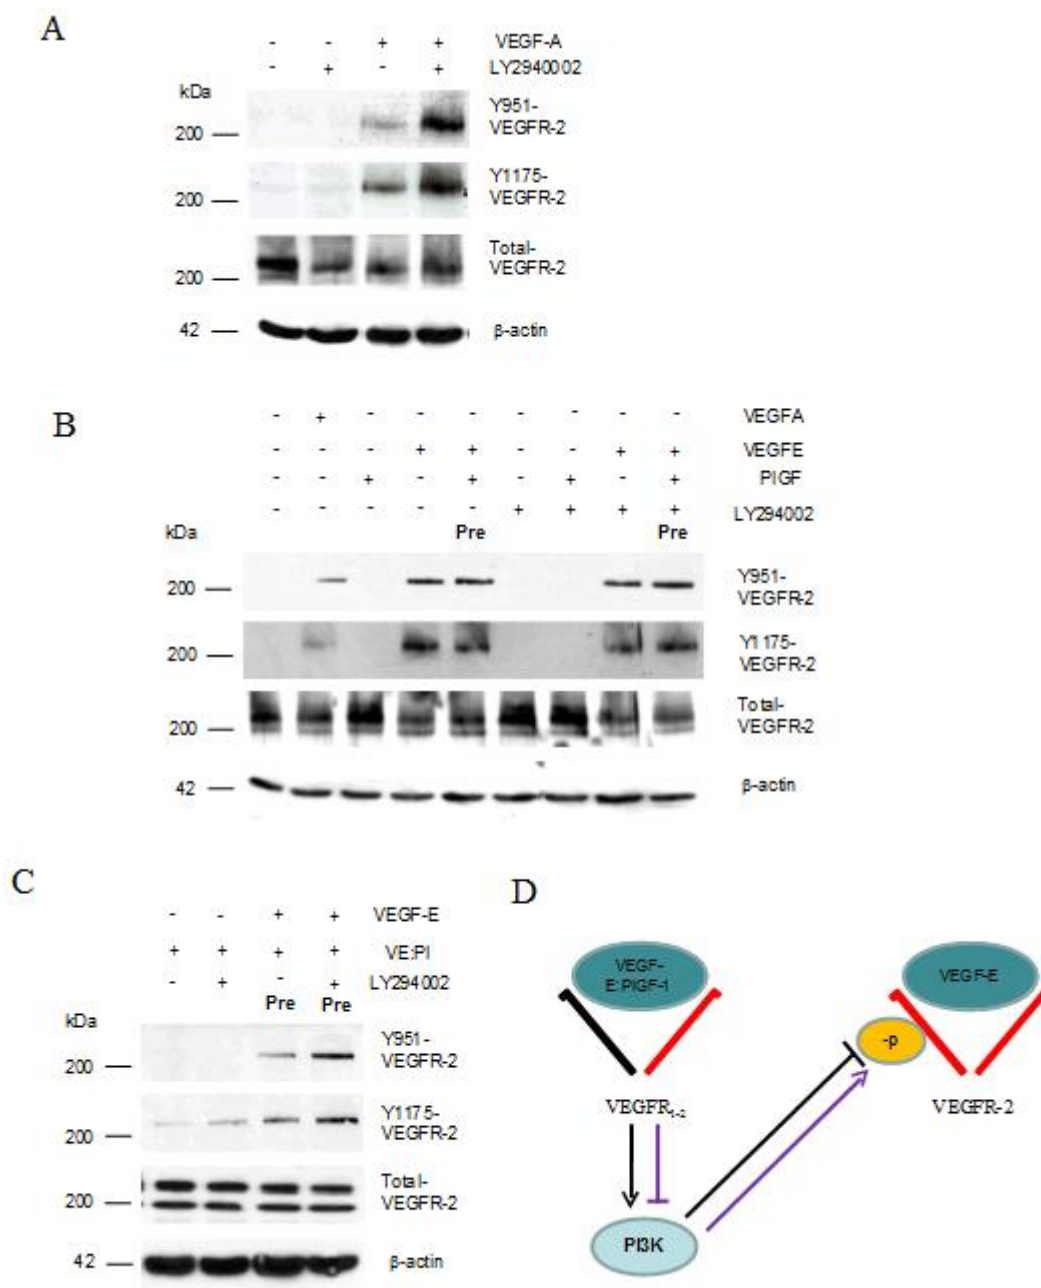 A
- - + + VEGF-A
- + - + LY2940002
kDa
Y951-
VEGFR-2
200
Y1175-
VEGFR-2
200
Total-
VEGFR-2
200
42
β-actin
B
- + - - - - - - - VEGFA
- - - + + - - + + VEGFE
- - + - + - + - + PIGF
- - - - - + + + + LY294002
Pre Pre
kDa
Y951-
VEGFR-2
200
Y1175-
VEGFR-2
200
Total-
VEGFR-2
200
42
β-actin
C
- - + + VEGF-E
+ + + + VE:PI
- + - + LY294002
Pre Pre
kDa
Y951-
VEGFR-2
200
Y1175-
VEGFR-2
200
Total-
VEGFR-2
200
42
β-actin
D
VEGF-
E:PIGF-1
VEGF-E
-p
VEGFR1-2
VEGFR-2
PI3K